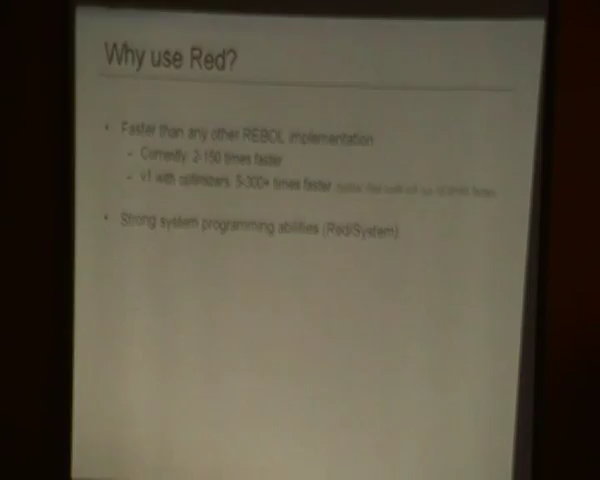 Why use Red?
• Faster than any other REBOL implementation
- Currently: 2-150 times faster
- v1 with optimizers: 5-300+ times faster
• Strong system programming abilities (Red/System)